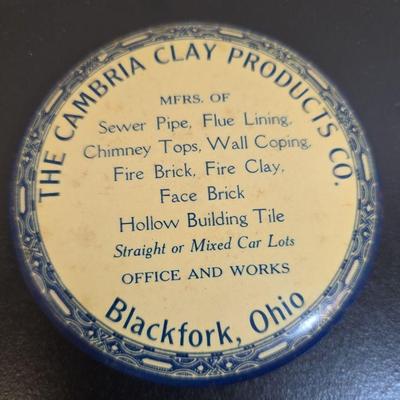 THE CAMBRIA CLAY PRODUCTS CO.
MFRS. OF
Sewer Pipe, Flue Lining,
Chimney Tops, Wall Coping,
Fire Brick, Fire Clay,
Face Brick
Hollow Building Tile
Straight or Mixed Car Lots
OFFICE AND WORKS
Blackfork, Ohio